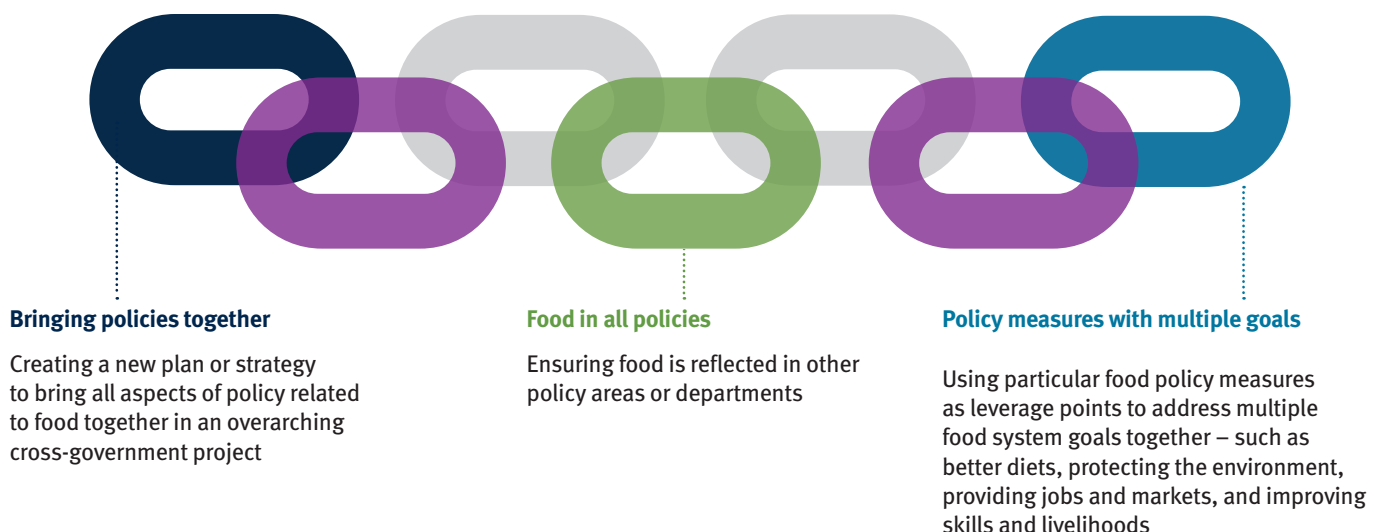 Bringing policies together
Creating a new plan or strategy
to bring all aspects of policy related
to food together in an overarching
cross-government project
Food in all policies
Ensuring food is reflected in other
policy areas or departments
Policy measures with multiple goals
Using particular food policy measures
as leverage points to address multiple
food system goals together – such as
better diets, protecting the environment,
providing jobs and markets, and improving
skills and livelihoods